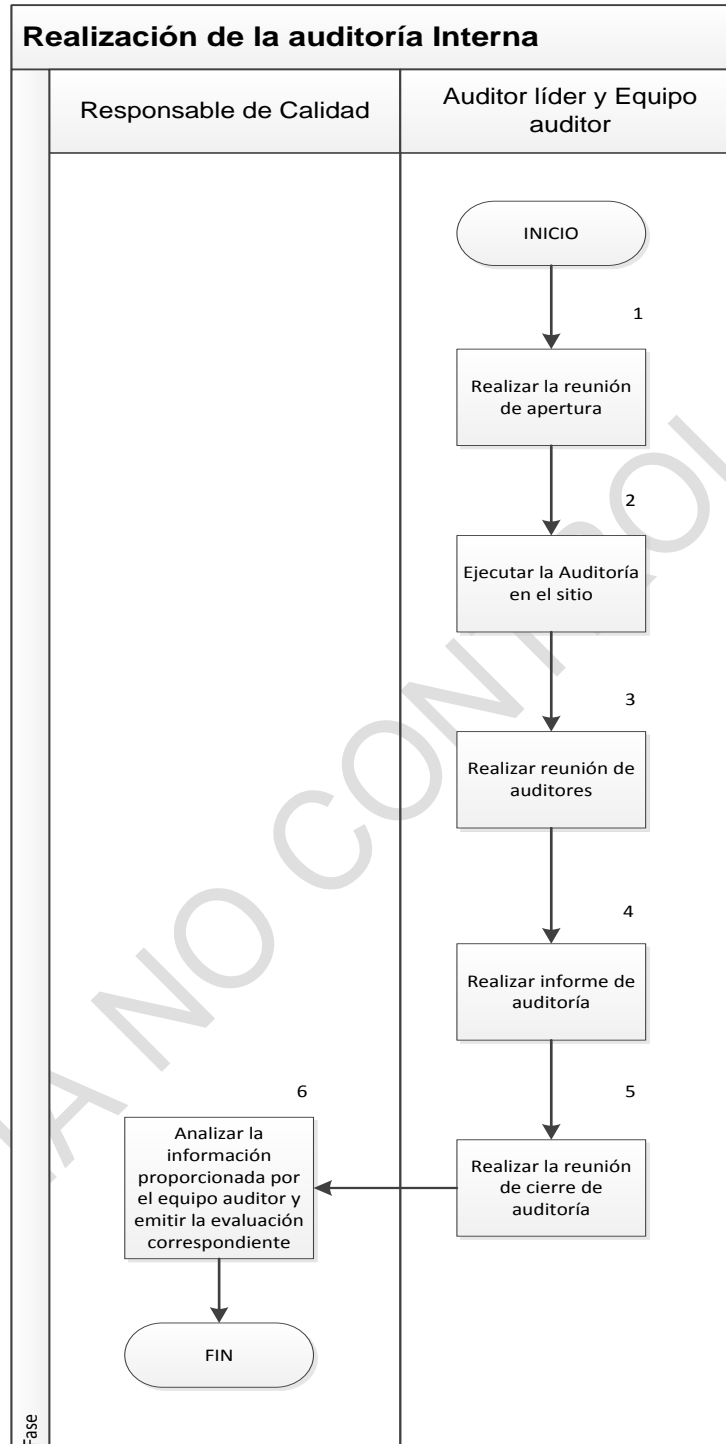 Realización de la auditoría Interna
Responsable de Calidad
Auditor líder y Equipo
auditor
INICIO
1
Realizar la reunión
de apertura
2
Ejecutar la Auditoría
en el sitio
3
Realizar reunión de
auditores
4
Realizar informe de
auditoría
5
Realizar la reunión
de cierre de
auditoría
6
Analizar la
información
proporcionada por
el equipo auditor y
emitir la evaluación
correspondiente
FIN
Fase
NO